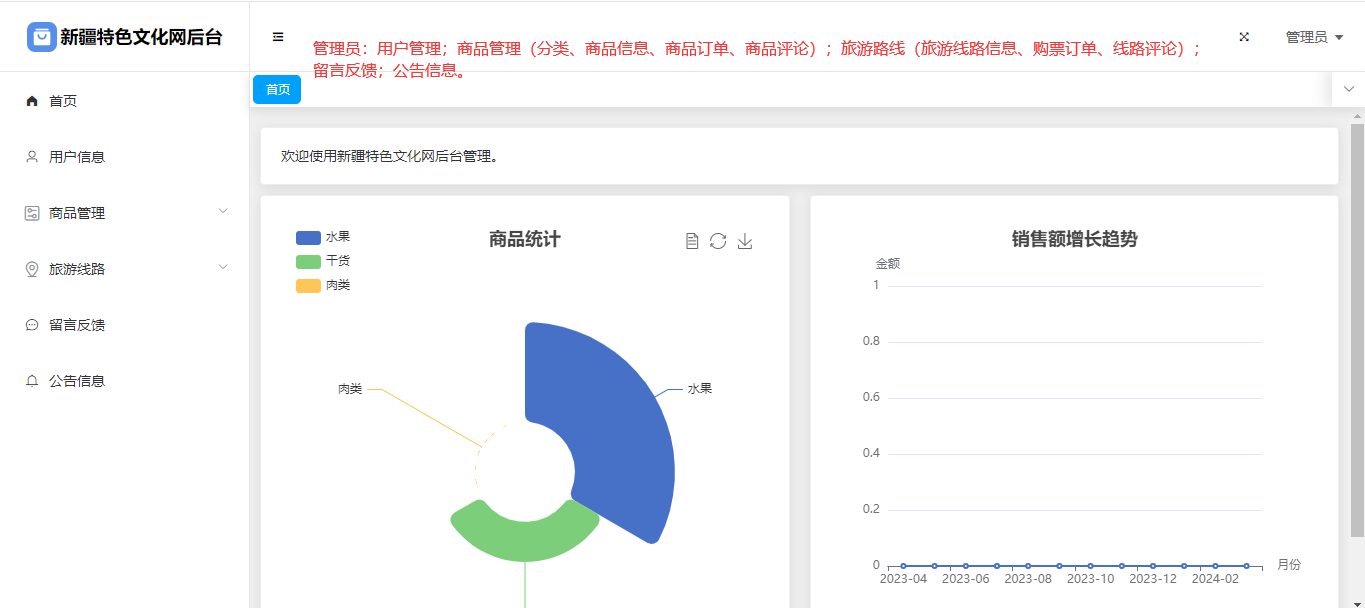 新疆特色文化网后台
管理员：用户管理；商品管理（分类、商品信息、商品订单、商品评论）；旅游路线（旅游线路信息、购票订单、线路评论）；
留言反馈；公告信息。
管理员
首页
首页
用户信息
商品管理
旅游线路
留言反馈
公告信息
欢迎使用新疆特色文化网后台管理。
商品统计
水果
干货
肉类
肉类
水果
销售额增长趋势
金额
1
0.8
0.6
0.4
0.2
0
月份
2023-04 2023-06 2023-08 2023-10 2023-12 2024-02